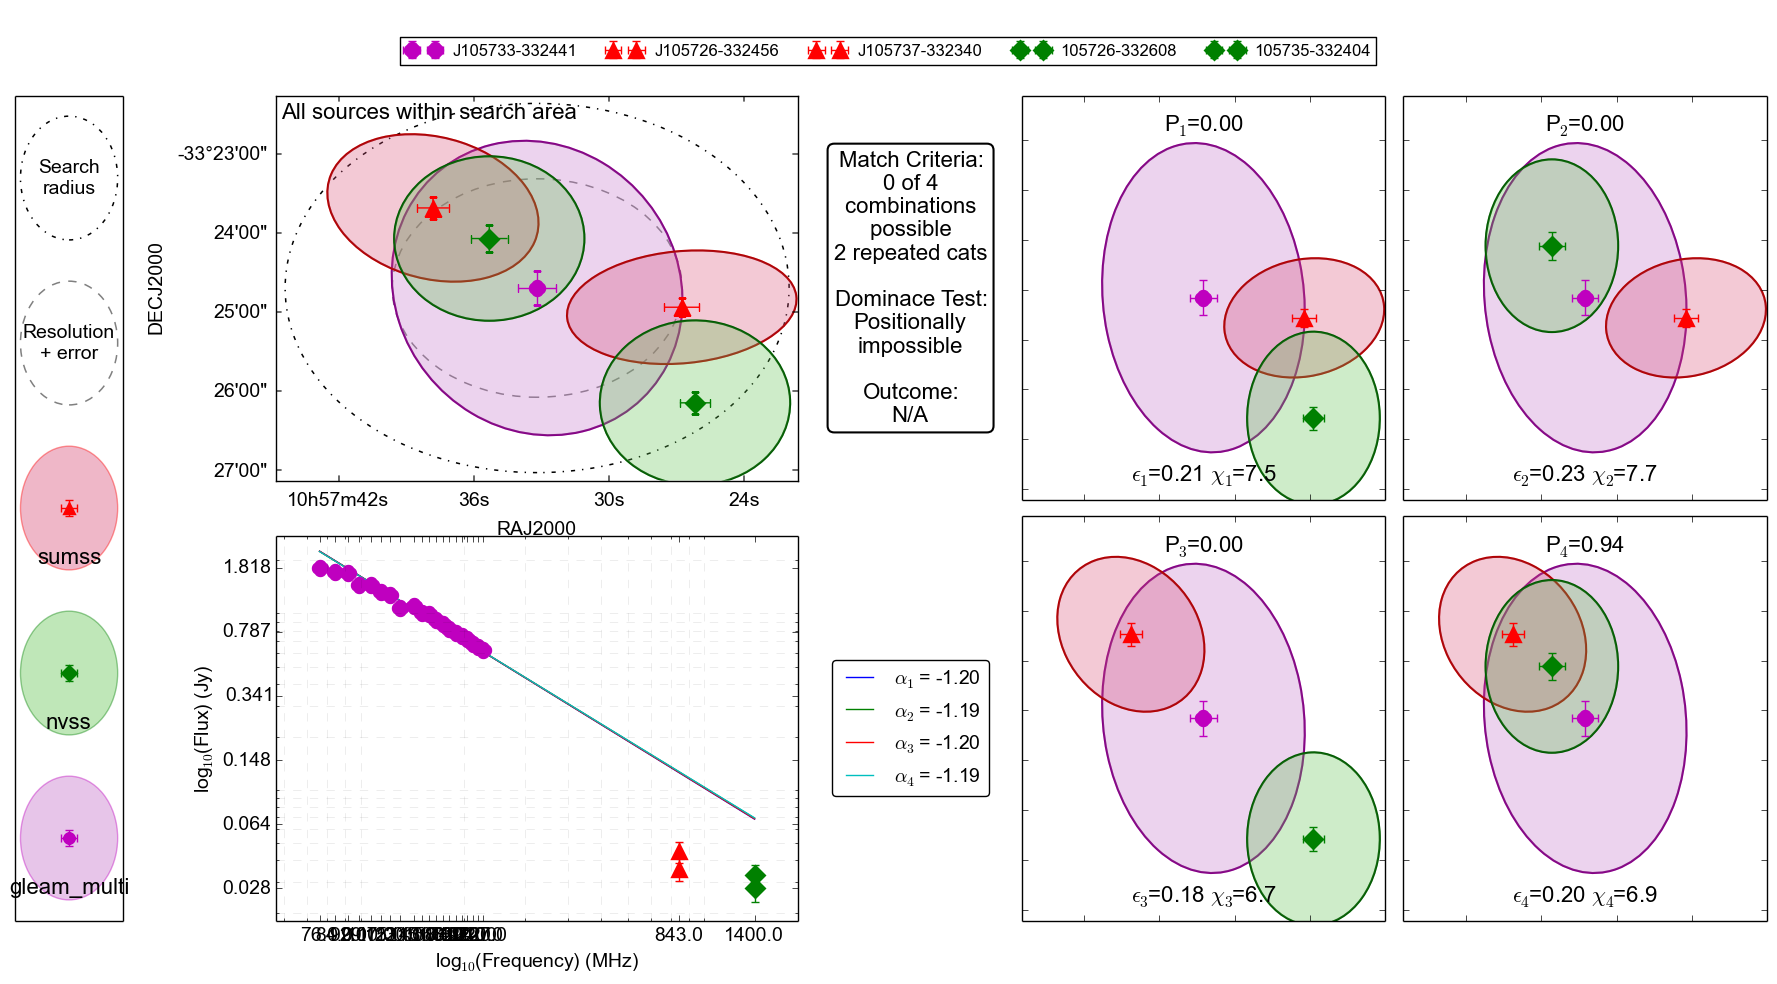 J105733-332441 J105726-332456 J105737-332340 105726-332608 105735-332404
Search
radius
Resolution
+ error
sumss
nvss
gleam_multi
All sources within search area
DECJ2000
-33°23'00"
24'00"
25'00"
26'00"
27'00"
10h57m42s 36s 30s 24s
RAJ2000
Match Criteria:
0 of 4
combinations
possible
2 repeated cats
Dominace Test:
Positionally
impossible
Outcome:
N/A
P1=0.00
ϵ1=0.21 χ1=7.5
P2=0.00
ϵ2=0.23 χ2=7.7
log10(Flux) (Jy)
1.818
0.787
0.341
0.148
0.064
0.028
843.0 1400.0
log10(Frequency) (MHz)
α1 = -1.20
α2 = -1.19
α3 = -1.20
α4 = -1.19
P3=0.00
ϵ3=0.18 χ3=6.7
P4=0.94
ϵ4=0.20 χ4=6.9